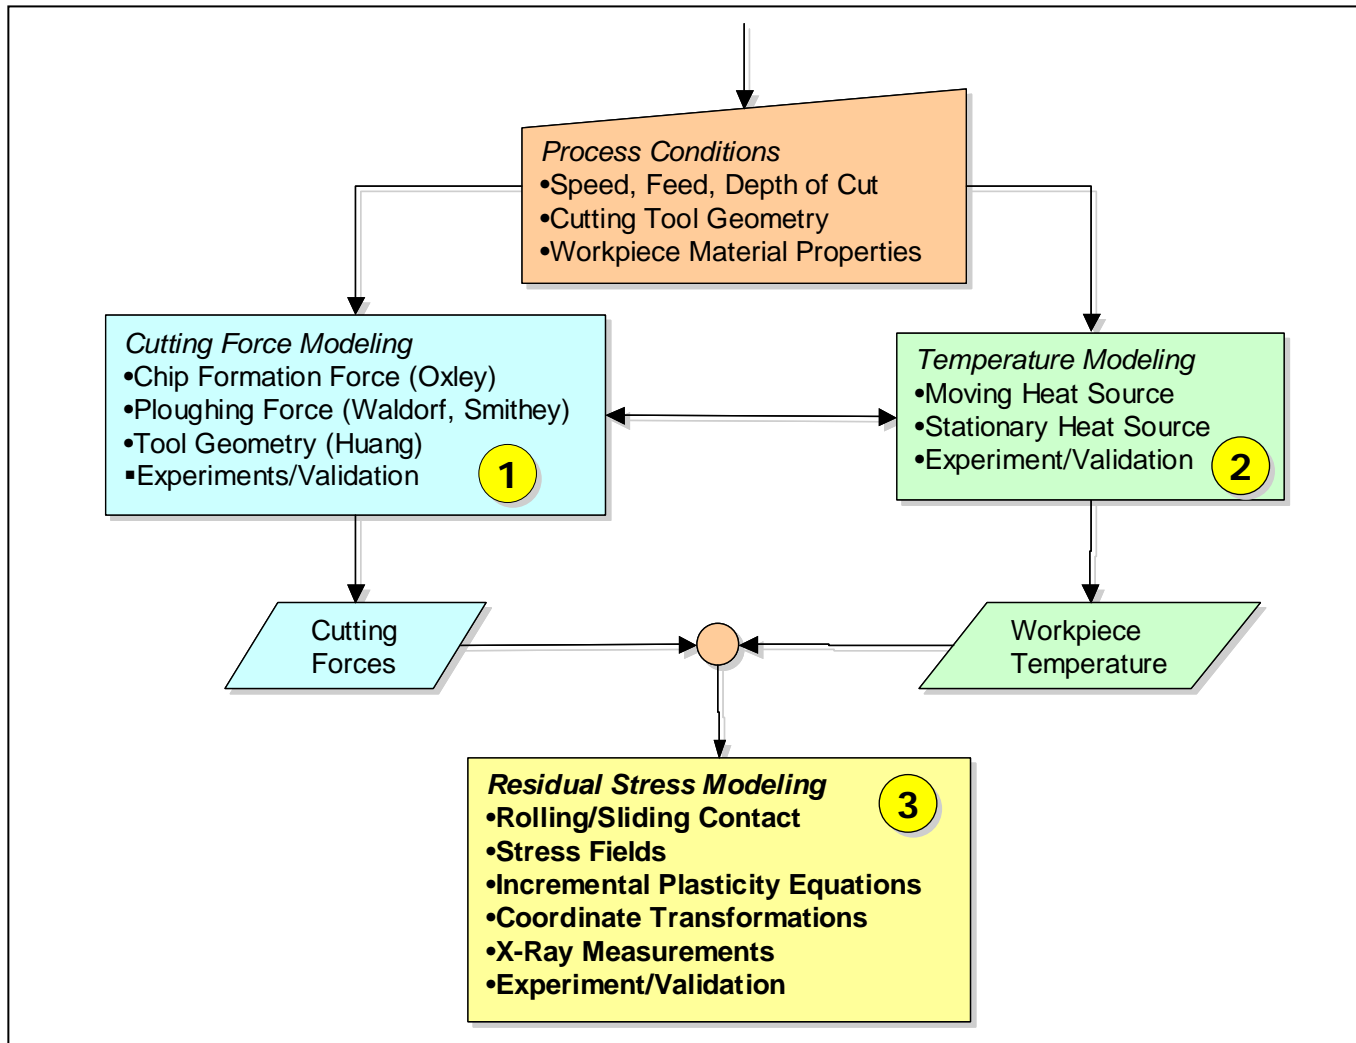 Process Conditions
•Speed, Feed, Depth of Cut
•Cutting Tool Geometry
•Workpiece Material Properties
Cutting Force Modeling
•Chip Formation Force (Oxley)
•Ploughing Force (Waldorf, Smithey)
•Tool Geometry (Huang)
▪Experiments/Validation
1
Temperature Modeling
•Moving Heat Source
•Stationary Heat Source
•Experiment/Validation
2
Cutting
Forces
Workpiece
Temperature
Residual Stress Modeling
•Rolling/Sliding Contact
•Stress Fields
•Incremental Plasticity Equations
•Coordinate Transformations
•X-Ray Measurements
•Experiment/Validation
3